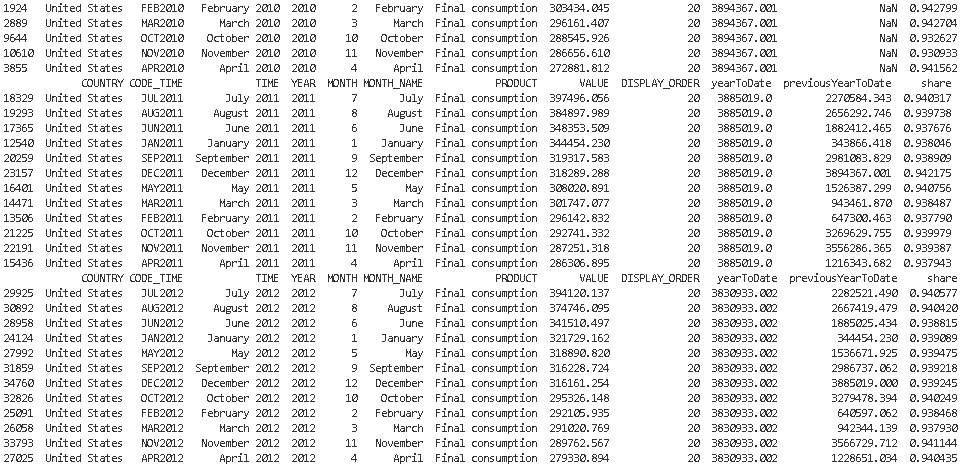 1924 United States FEB2010 February 2010 2010 2 February Final consumption 303434.045 20 3894367.001 NaN 0.942799
2889 United States MAR2010 March 2010 2010 3 March Final consumption 296161.407 20 3894367.001 NaN 0.942704
9644 United States OCT2010 October 2010 2010 10 October Final consumption 288545.926 20 3894367.001 NaN 0.932627
10610 United States NOV2010 November 2010 2010 11 November Final consumption 286656.610 20 3894367.001 NaN 0.930933
3855 United States APR2010 April 2010 2010 4 April Final consumption 272881.812 20 3894367.001 NaN 0.941562
COUNTRY CODE_TIME TIME YEAR MONTH MONTH_NAME PRODUCT VALUE DISPLAY_ORDER yearToDate previousYearToDate share
18329 United States JUL2011 July 2011 2011 7 July Final consumption 397496.056 20 3885019.0 2270584.343 0.940317
19293 United States AUG2011 August 2011 2011 8 August Final consumption 384897.989 20 3885019.0 2656292.746 0.939738
17365 United States JUN2011 June 2011 2011 6 June Final consumption 348353.509 20 3885019.0 1882412.465 0.937676
12540 United States JAN2011 January 2011 2011 1 January Final consumption 344454.230 20 3885019.0 343866.418 0.938046
20259 United States SEP2011 September 2011 2011 9 September Final consumption 319317.583 20 3885019.0 2981083.829 0.938909
23157 United States DEC2011 December 2011 2011 12 December Final consumption 318289.288 20 3885019.0 3894367.001 0.942175
16401 United States MAY2011 May 2011 2011 5 May Final consumption 308020.891 20 3885019.0 1526387.299 0.940756
14471 United States MAR2011 March 2011 2011 3 March Final consumption 301747.077 20 3885019.0 943461.870 0.938487
13506 United States FEB2011 February 2011 2011 2 February Final consumption 296142.832 20 3885019.0 647300.463 0.937790
21225 United States OCT2011 October 2011 2011 10 October Final consumption 292741.332 20 3885019.0 3269629.755 0.939979
22191 United States NOV2011 November 2011 2011 11 November Final consumption 287251.318 20 3885019.0 3556286.365 0.939387
15436 United States APR2011 April 2011 2011 4 April Final consumption 286306.895 20 3885019.0 1216343.682 0.937943
COUNTRY CODE_TIME TIME YEAR MONTH MONTH_NAME PRODUCT VALUE DISPLAY_ORDER yearToDate previousYearToDate share
29925 United States JUL2012 July 2012 2012 7 July Final consumption 394120.137 20 3830933.002 2282521.490 0.940577
30892 United States AUG2012 August 2012 2012 8 August Final consumption 374746.095 20 3830933.002 2667419.479 0.940420
28958 United States JUN2012 June 2012 2012 6 June Final consumption 341510.497 20 3830933.002 1885025.434 0.938815
24124 United States JAN2012 January 2012 2012 1 January Final consumption 321729.162 20 3830933.002 344454.230 0.939089
27992 United States MAY2012 May 2012 2012 5 May Final consumption 318890.820 20 3830933.002 1536671.925 0.939475
31859 United States SEP2012 September 2012 2012 9 September Final consumption 316228.724 20 3830933.002 2986737.062 0.939218
34760 United States DEC2012 December 2012 2012 12 December Final consumption 316161.254 20 3830933.002 3885019.000 0.939245
32826 United States OCT2012 October 2012 2012 10 October Final consumption 295326.148 20 3830933.002 3279478.394 0.940249
25091 United States FEB2012 February 2012 2012 2 February Final consumption 292105.935 20 3830933.002 640597.062 0.938468
26058 United States MAR2012 March 2012 2012 3 March Final consumption 291020.769 20 3830933.002 942344.139 0.937930
33793 United States NOV2012 November 2012 2012 11 November Final consumption 289762.567 20 3830933.002 3566729.712 0.941144
27025 United States APR2012 April 2012 2012 4 April Final consumption 279330.894 20 3830933.002 1228651.034 0.940435